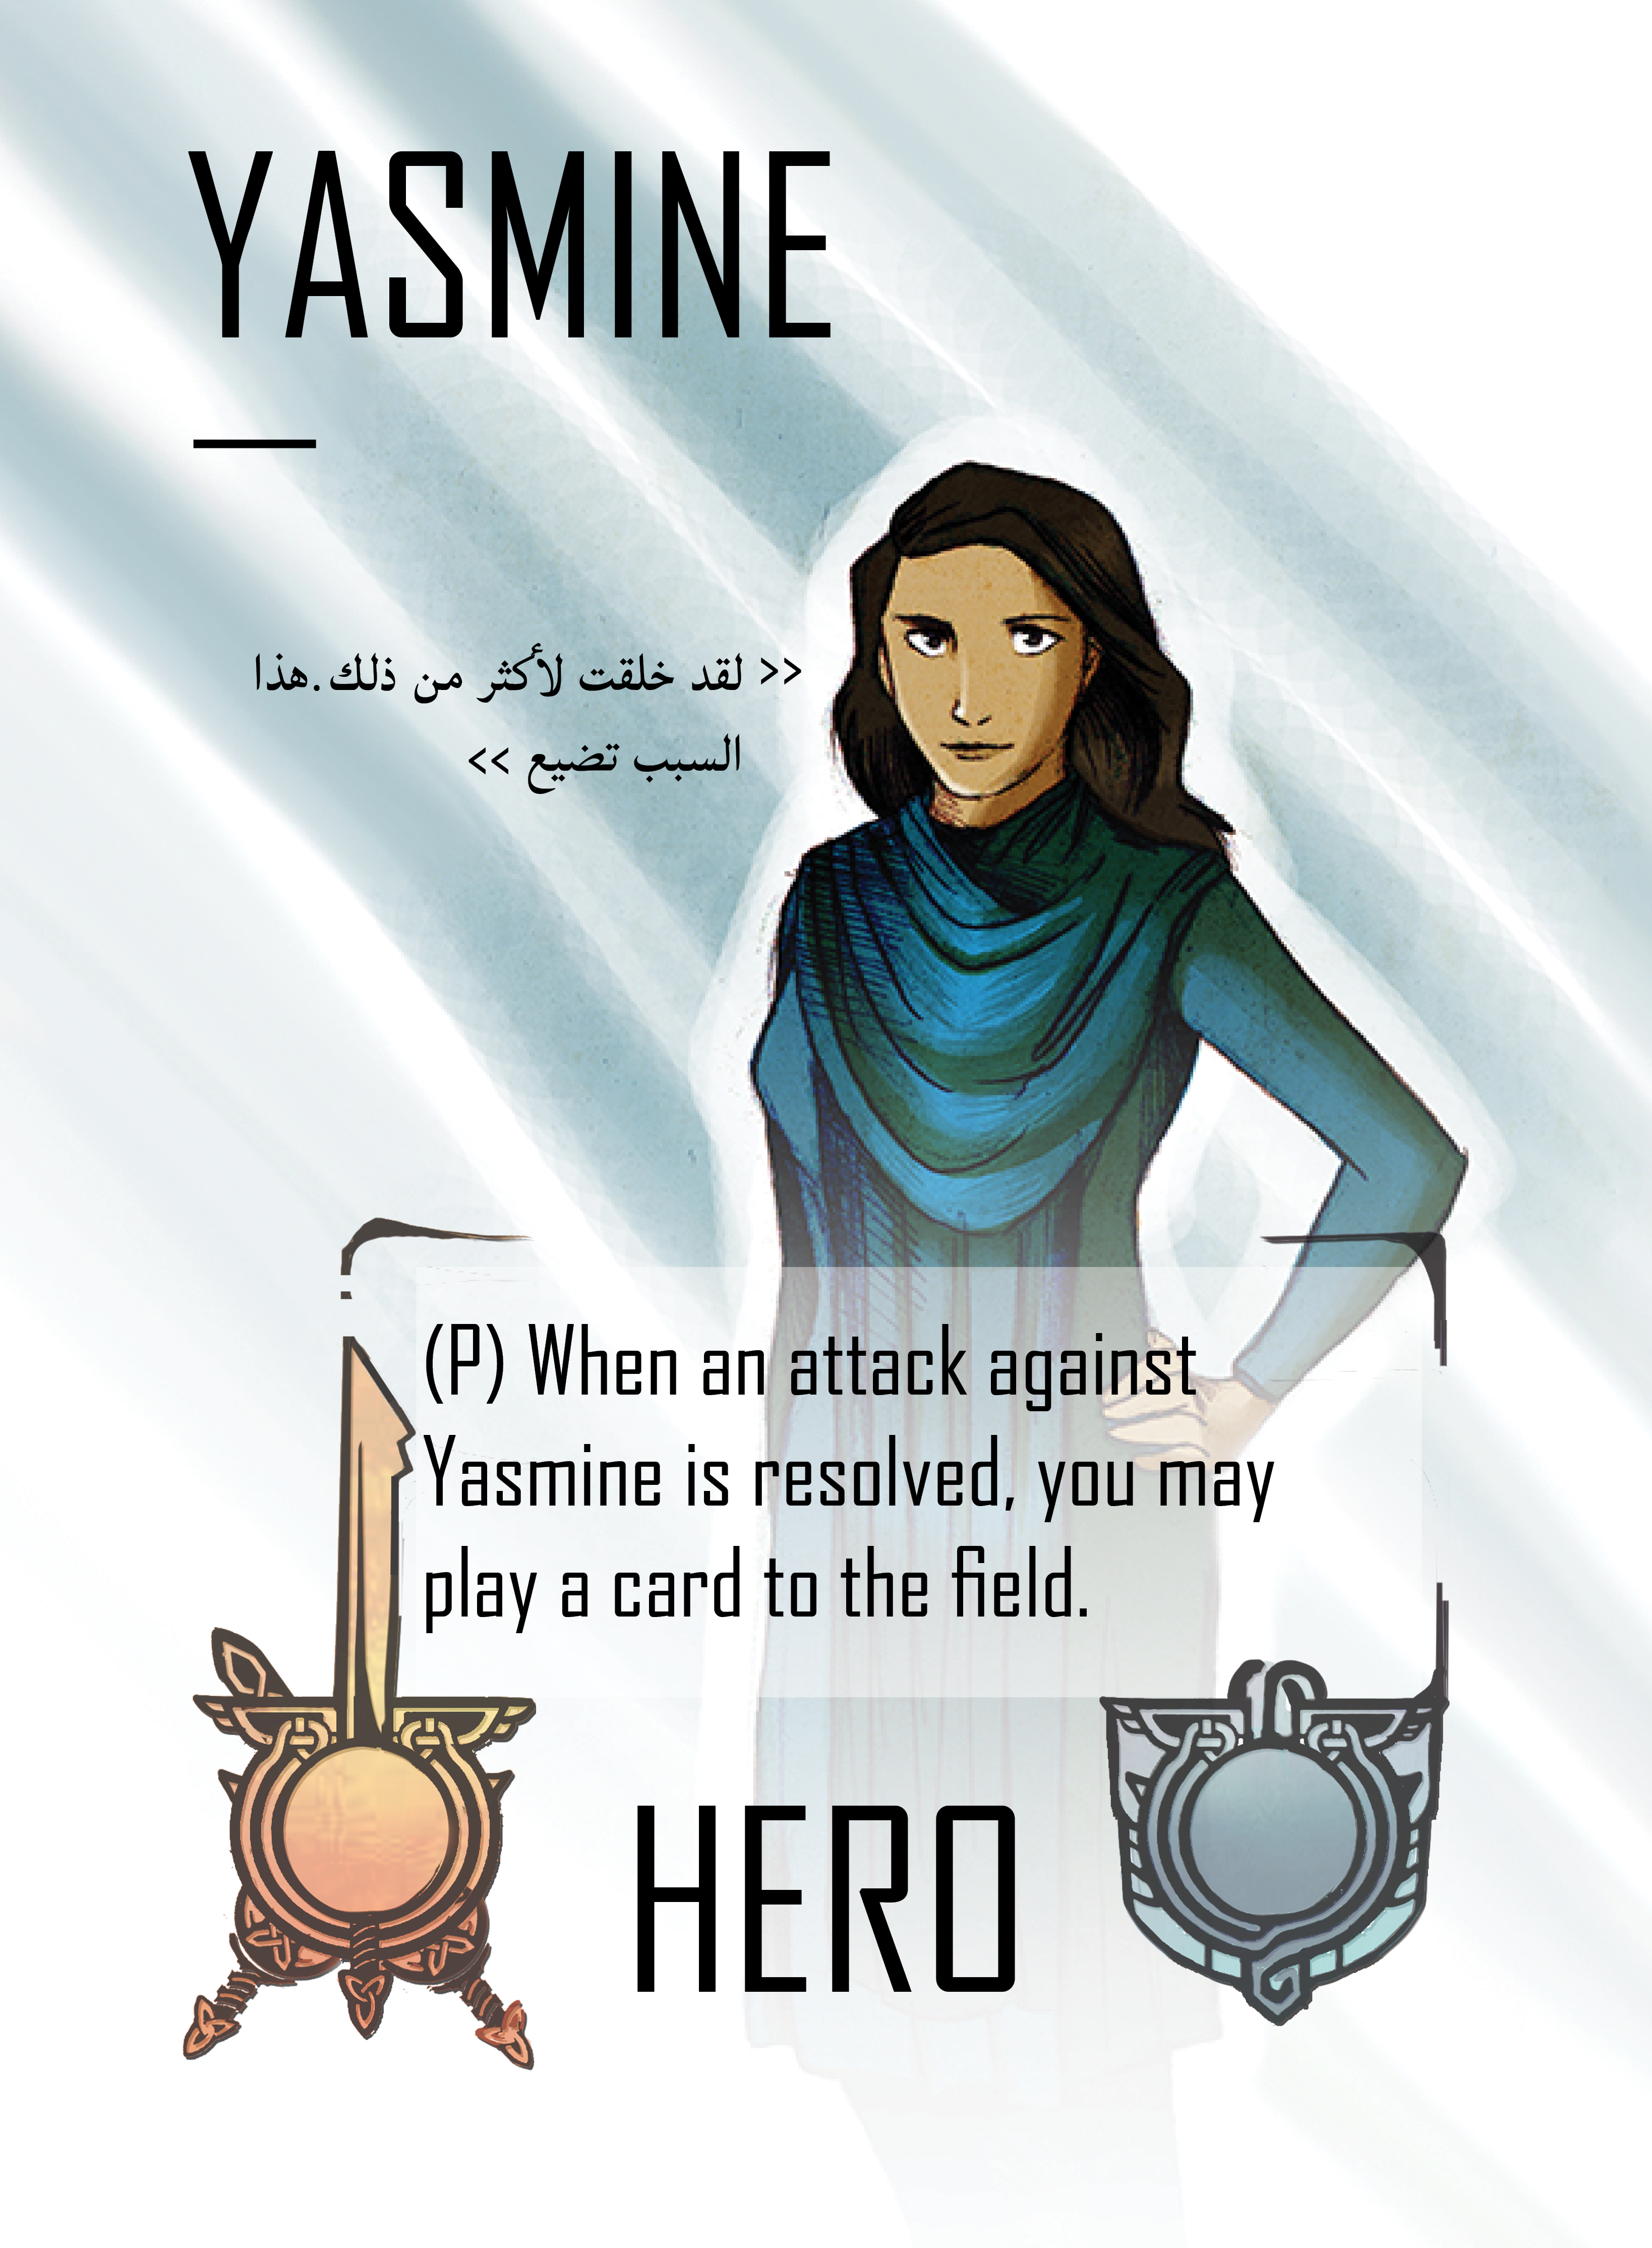 YASMINE
<< لقد خلقت لأكثر من ذلك.هذا
السبب تضيع >>
(P) When an attack against
Yasmine is resolved, you may
play a card to the field.
HERO